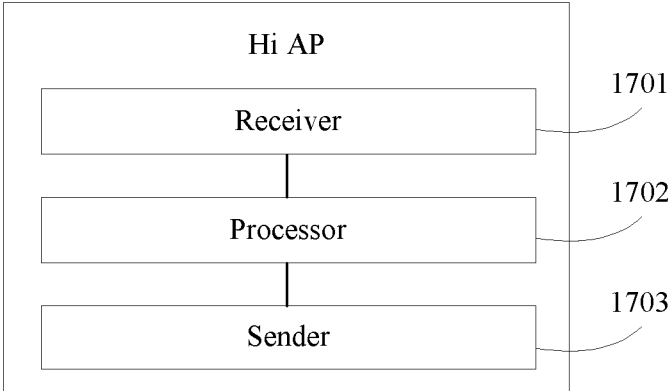 Hi AP
1701
Receiver
1702
Processor
1703
Sender